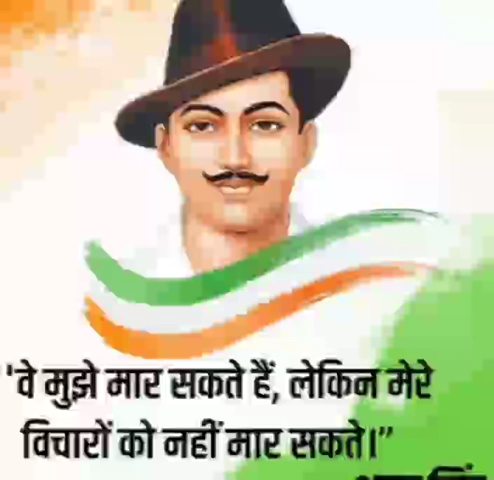 'वे मुझे मार सकते हैं, लेकिन मेरे
विचारों को नहीं मार सकते।”